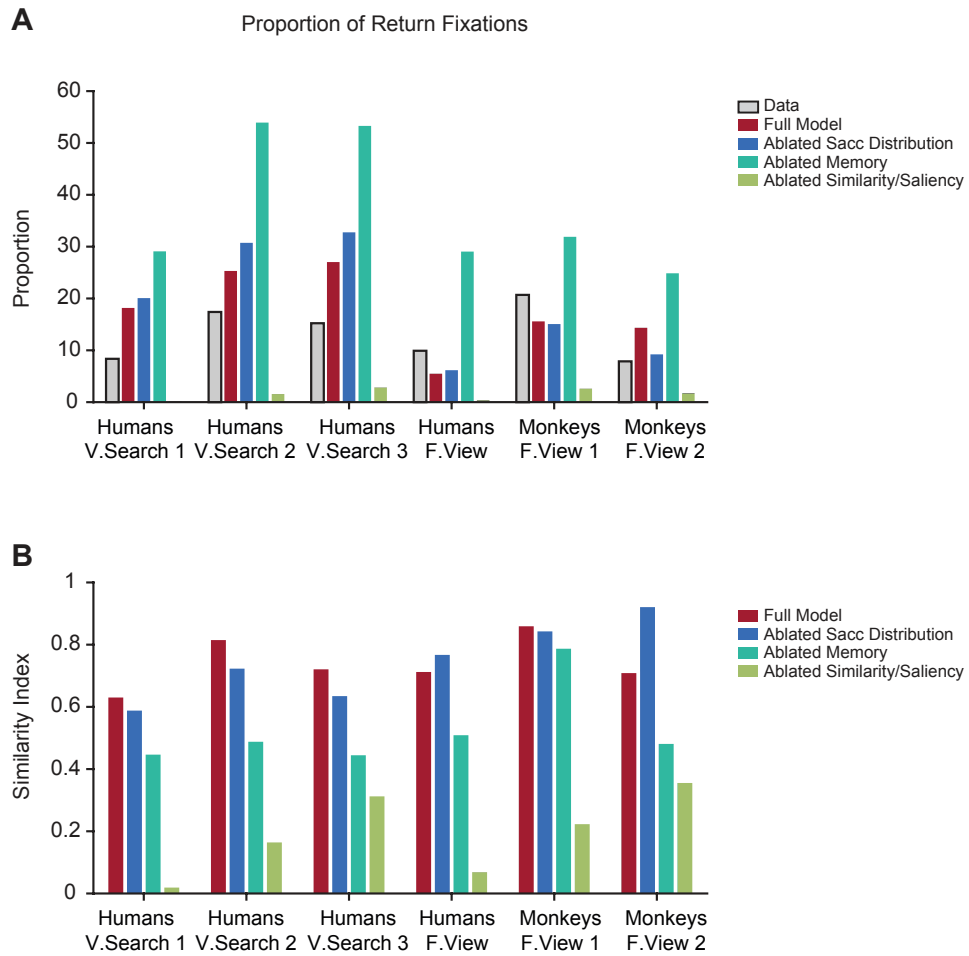 A
Proportion of Return Fixations
Proportion
60
50
40
30
20
10
0
Data
Full Model
Ablated Sacc Distribution
Ablated Memory
Ablated Similarity/Saliency
Humans Humans Humans Humans Monkeys Monkeys
V.Search 1 V.Search 2 V.Search 3 F.View F.View 1 F.View 2
B
Similarity Index
1
0.8
0.6
0.4
0.2
0
Full Model
Ablated Sacc Distribution
Ablated Memory
Ablated Similarity/Saliency
Humans Humans Humans Humans Monkeys Monkeys
V.Search 1 V.Search 2 V.Search 3 F.View F.View 1 F.View 2